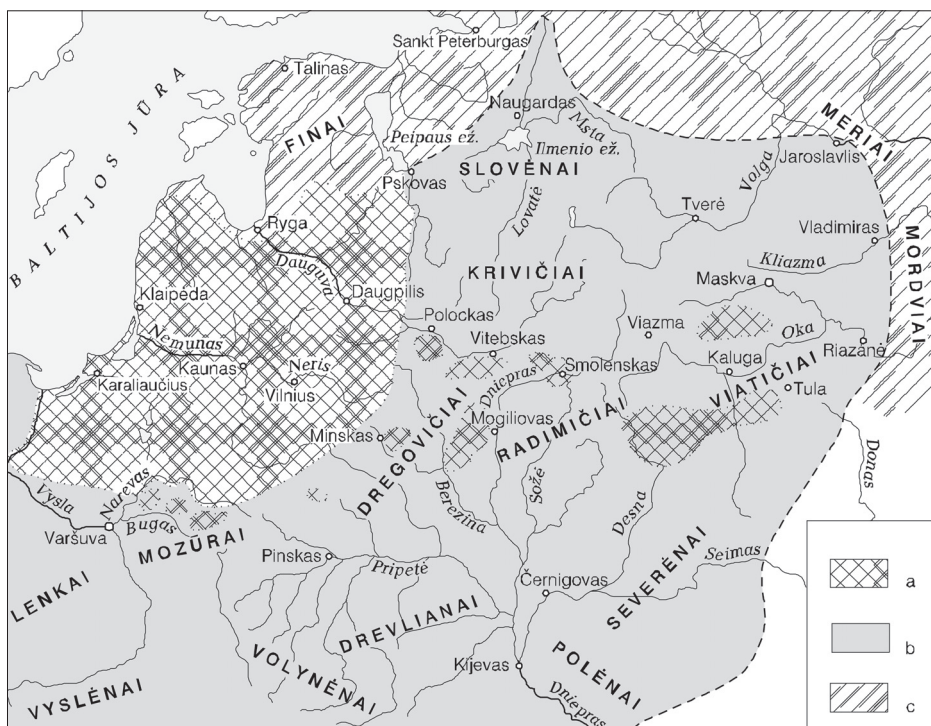 Sankt Peterburgas
Talinas
BALTIJOS JŪRA
FINAI
Naugardas
Msta
Peipaus ež.
Ilmenio ež.
MERIAI
Jaroslavlis
SLOVĖNAI
Pskovas
Volga
Lovatė
Tverė
Ryga
Vladimiras
Dauguva
KRIVIČIAI
Kliazma
MORDVIAI
Maskva
Klaipėda
Daugpilis
Polockas
Viazma
Oka
Nemunas
Vitebskas
Riazanė
Kaunas
Neris
Smolenskas
Kaluga
Karaliaučius
Vilnius
Dniepras
VIATIČIAI
Tula
DREGOVIČIAI
Mogiliovas
RADIMIČIAI
Minskas
Donas
Berezina
Sožė
Vysla
Narevas
Desna
Varšuva
Bugas
MOZŪRAI
Pinskas
Pripetė
Seimas
SEVERĖNAI
LENKAI
Černigovas
a
DREVLIANAI
b
VOLYNĖNAI
Kijevas
POLĖNAI
VYSLĖNAI
Dniepras
c